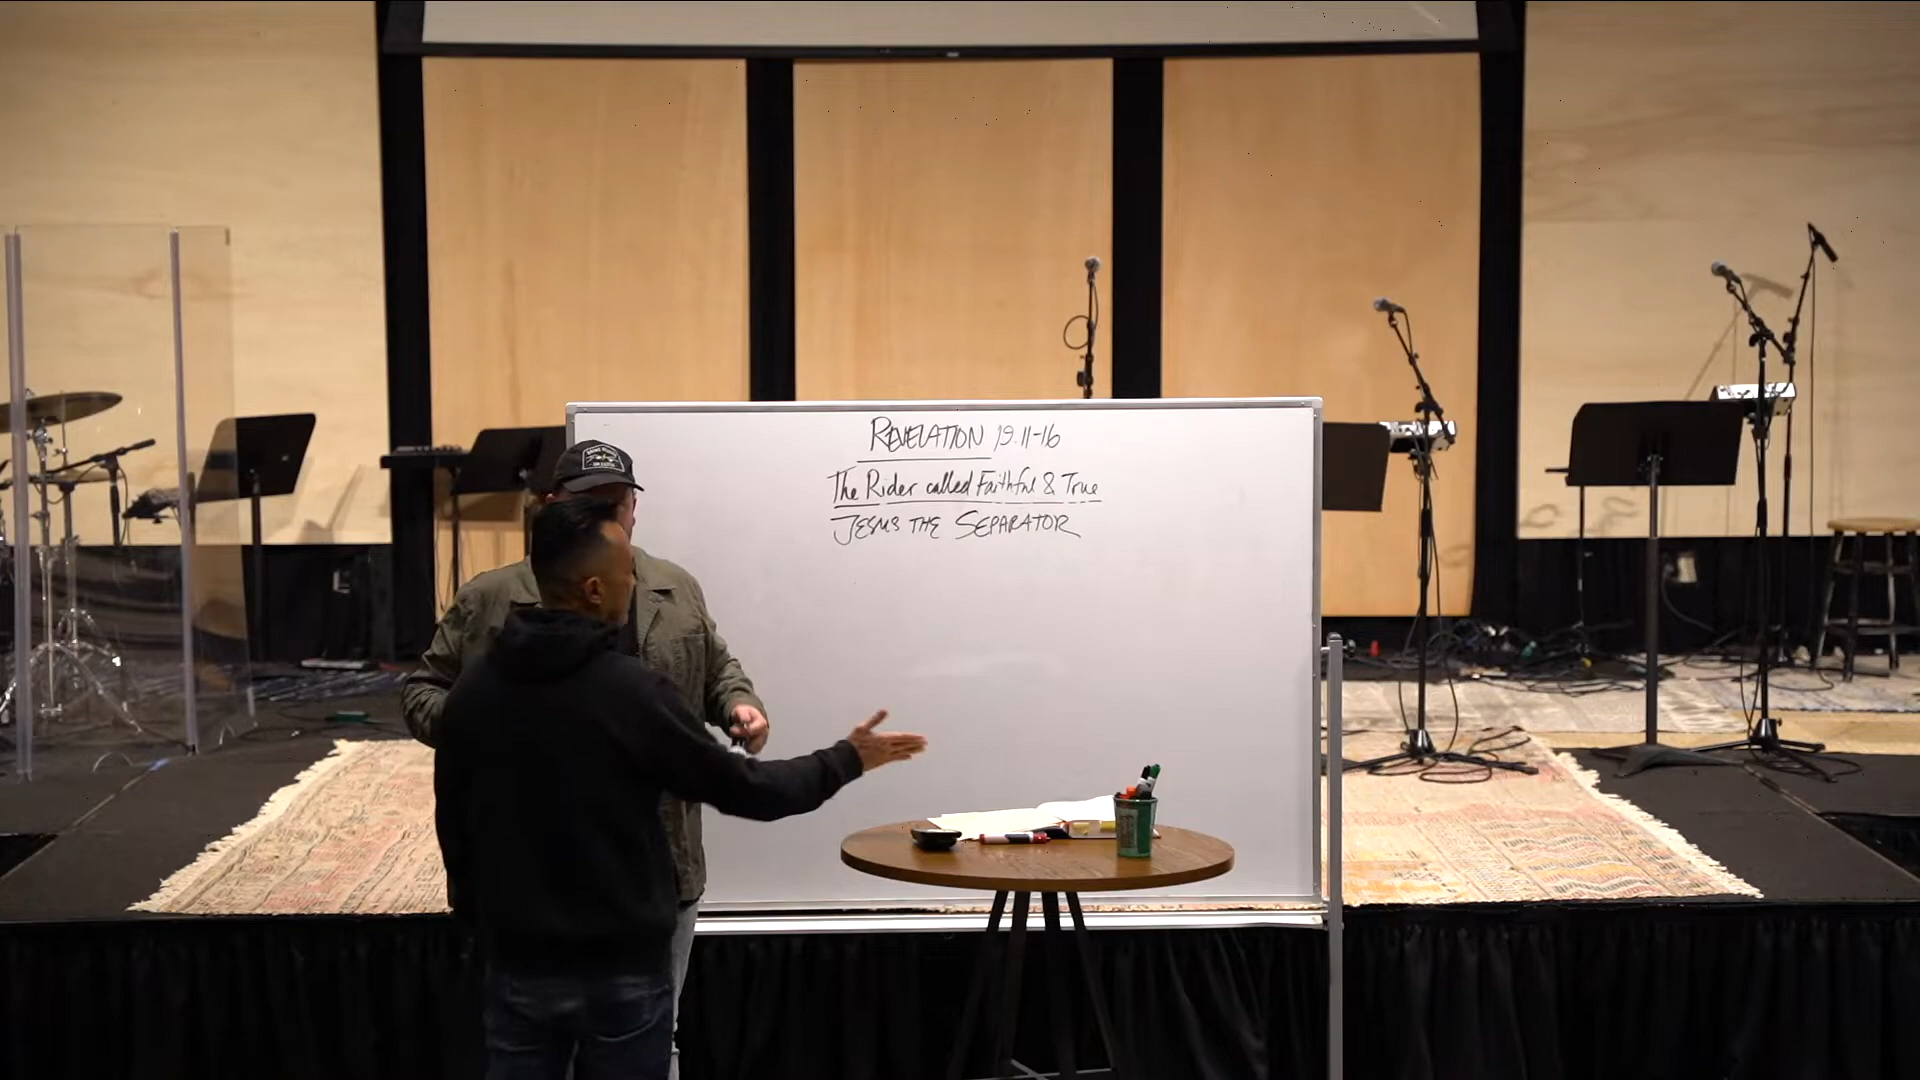 REVELATION 19:11-16
The Rider called Faithful & True
JESUS THE SEPARATOR